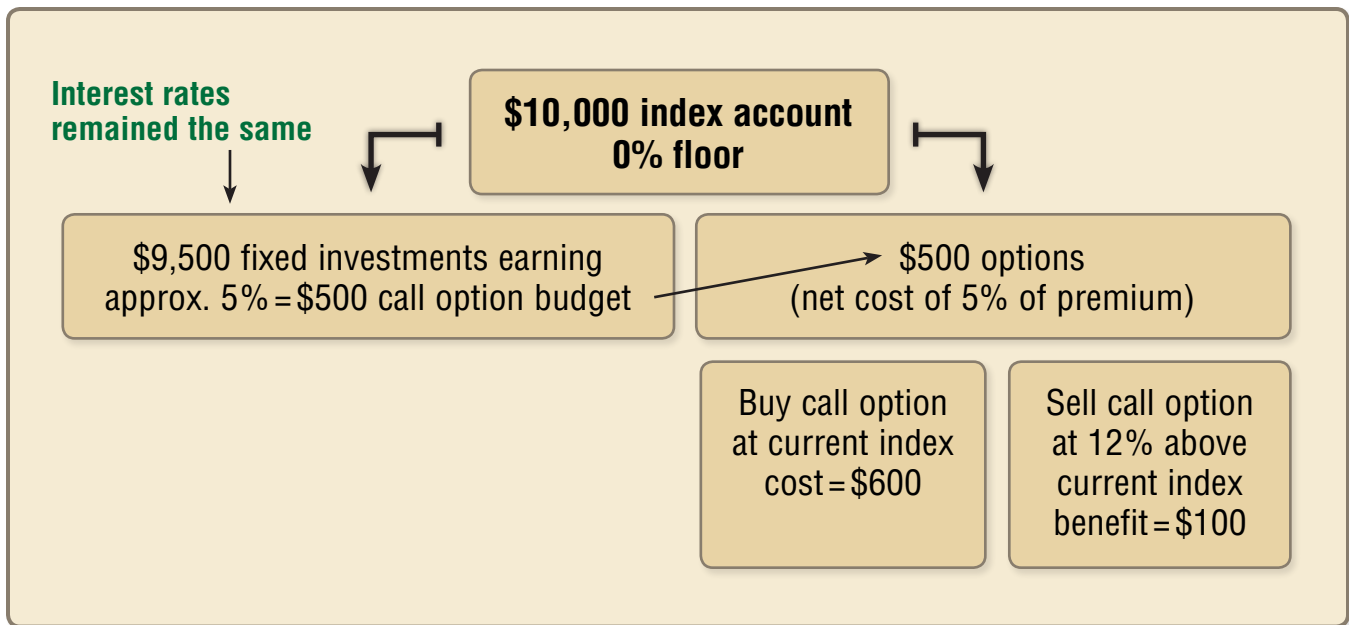 Interest rates
remained the same
$10,000 index account
0% floor
$9,500 fixed investments earning
approx. 5% = $500 call option budget
$500 options
(net cost of 5% of premium)
Buy call option
at current index
cost = $600
Sell call option
at 12% above
current index
benefit = $100